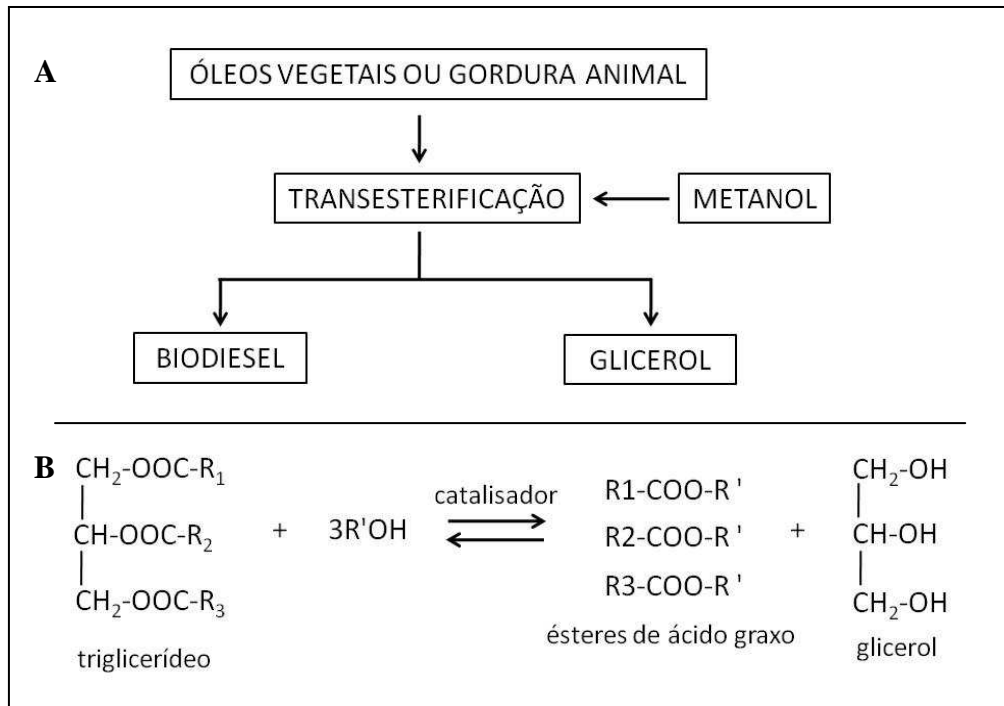 A
ÓLEOS VEGETAIS OU GORDURA ANIMAL
TRANSESTERIFICAÇÃO
METANOL
BIODIESEL
GLICEROL
B
CH₂-OOC-R₁
CH-OOC-R₂
CH₂-OOC-R₃
triglicerídeo
+
3R'OH
catalisador
R1-COO-R '
R2-COO-R '
R3-COO-R '
ésteres de ácido graxo
+
CH₂-OH
CH-OH
CH₂-OH
glicerol